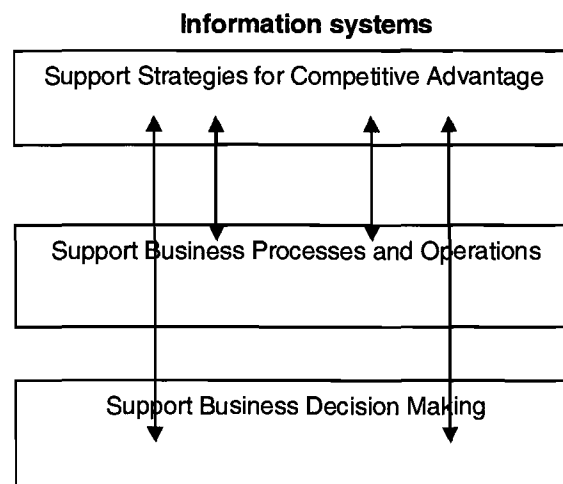 Information systems
Support Strategies for Competitive Advantage
Support Business Processes and Operations
Support Business Decision Making